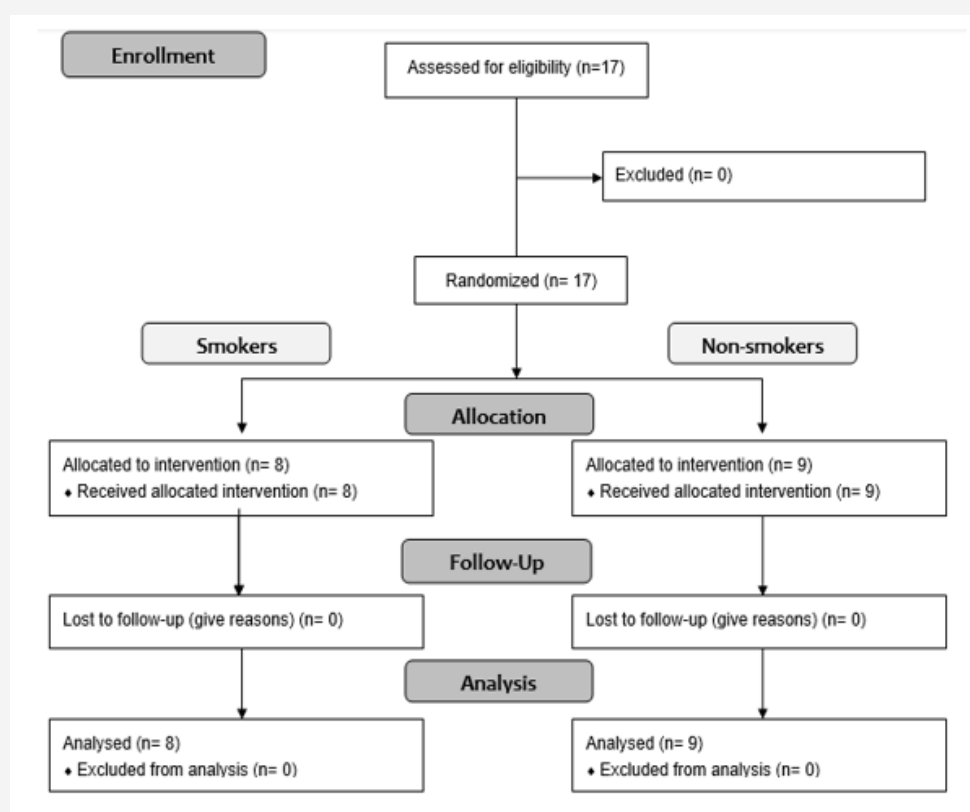 Enrollment
Assessed for eligibility (n=17)
Excluded (n= 0)
Randomized (n= 17)
Smokers
Non-smokers
Allocation
Allocated to intervention (n= 8)
⬧ Received allocated intervention (n= 8)
Allocated to intervention (n= 9)
⬧ Received allocated intervention (n= 9)
Follow-Up
Lost to follow-up (give reasons) (n= 0)
Lost to follow-up (give reasons) (n= 0)
Analysis
Analysed (n= 8)
⬧ Excluded from analysis (n= 0)
Analysed (n= 9)
⬧ Excluded from analysis (n= 0)